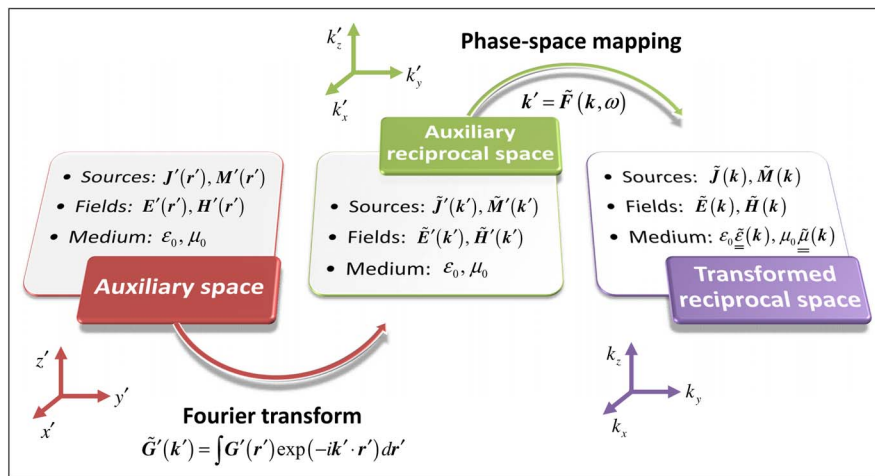 Phase-space mapping
k′ = F̃(k,ω)
k′z
k′y
k′x
Auxiliary
reciprocal space
• Sources: J′(r′), M′(r′)
• Fields: E′(r′), H′(r′)
• Medium: ε₀, μ₀
Auxiliary space
• Sources: J̃′(k′), M̃′(k′)
• Fields: Ẽ′(k′), H̃′(k′)
• Medium: ε₀, μ₀
• Sources: J̃(k), M̃(k)
• Fields: Ẽ(k), H̃(k)
• Medium: ε₀ε̳̃(k), μ₀μ̳̃(k)
Transformed
reciprocal space
z′
y′
x′
Fourier transform
G̃′(k′) = ∫G′(r′)exp(−ik′·r′)dr′
kz
ky
kx